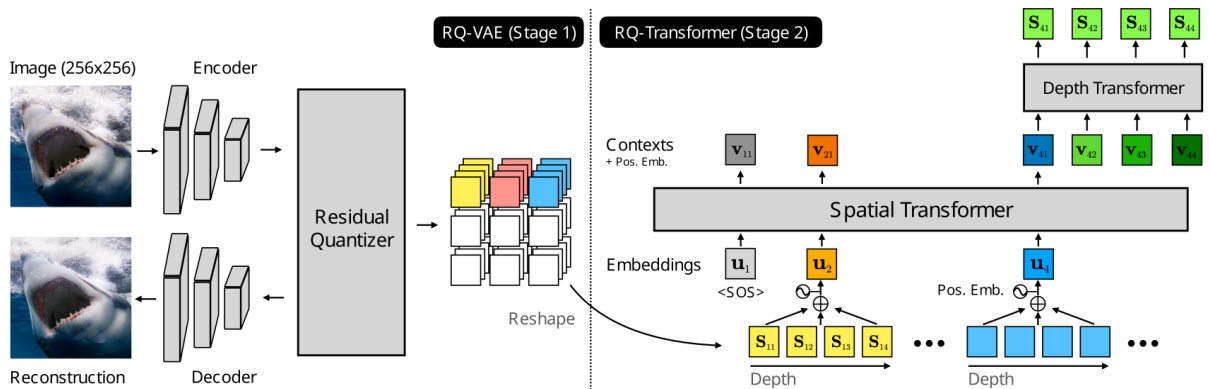 RQ-VAE (Stage 1)
RQ-Transformer (Stage 2)
Image (256x256)
Encoder
Residual
Quantizer
Reconstruction
Decoder
Reshape
S41 S42 S43 S44
Depth Transformer
Contexts
+ Pos. Emb.
v11 v21 v41 v42 v43 v44
Spatial Transformer
Embeddings
u1 u2 u4
<SOS>
Pos. Emb.
S11 S12 S13 S14 ••• •••
Depth Depth